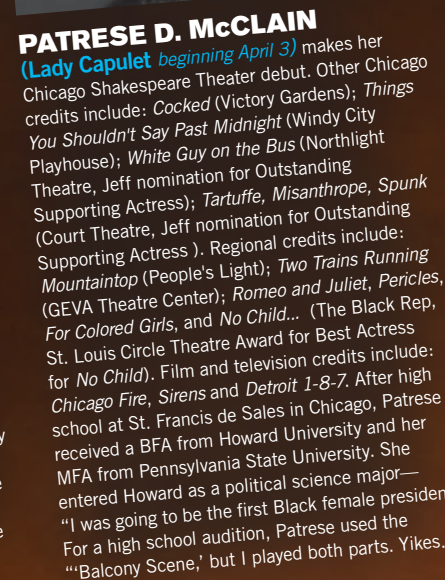 PATRESE D. McCLAIN
(Lady Capulet beginning April 3) makes her
Chicago Shakespeare Theater debut. Other Chicago
credits include: Cocked (Victory Gardens); Things
You Shouldn't Say Past Midnight (Windy City
Playhouse); White Guy on the Bus (Northlight
Theatre, Jeff nomination for Outstanding
Supporting Actress); Tartuffe, Misanthrope, Spunk
(Court Theatre, Jeff nomination for Outstanding
Supporting Actress ). Regional credits include:
Mountaintop (People's Light); Two Trains Running
(GEVA Theatre Center); Romeo and Juliet, Pericles,
For Colored Girls, and No Child... (The Black Rep,
St. Louis Circle Theatre Award for Best Actress
for No Child). Film and television credits include:
Chicago Fire, Sirens and Detroit 1-8-7. After high
school at St. Francis de Sales in Chicago, Patrese
received a BFA from Howard University and her
MFA from Pennsylvania State University. She
entered Howard as a political science major—
"I was going to be the first Black female presiden
For a high school audition, Patrese used the
"'Balcony Scene,' but I played both parts. Yikes.